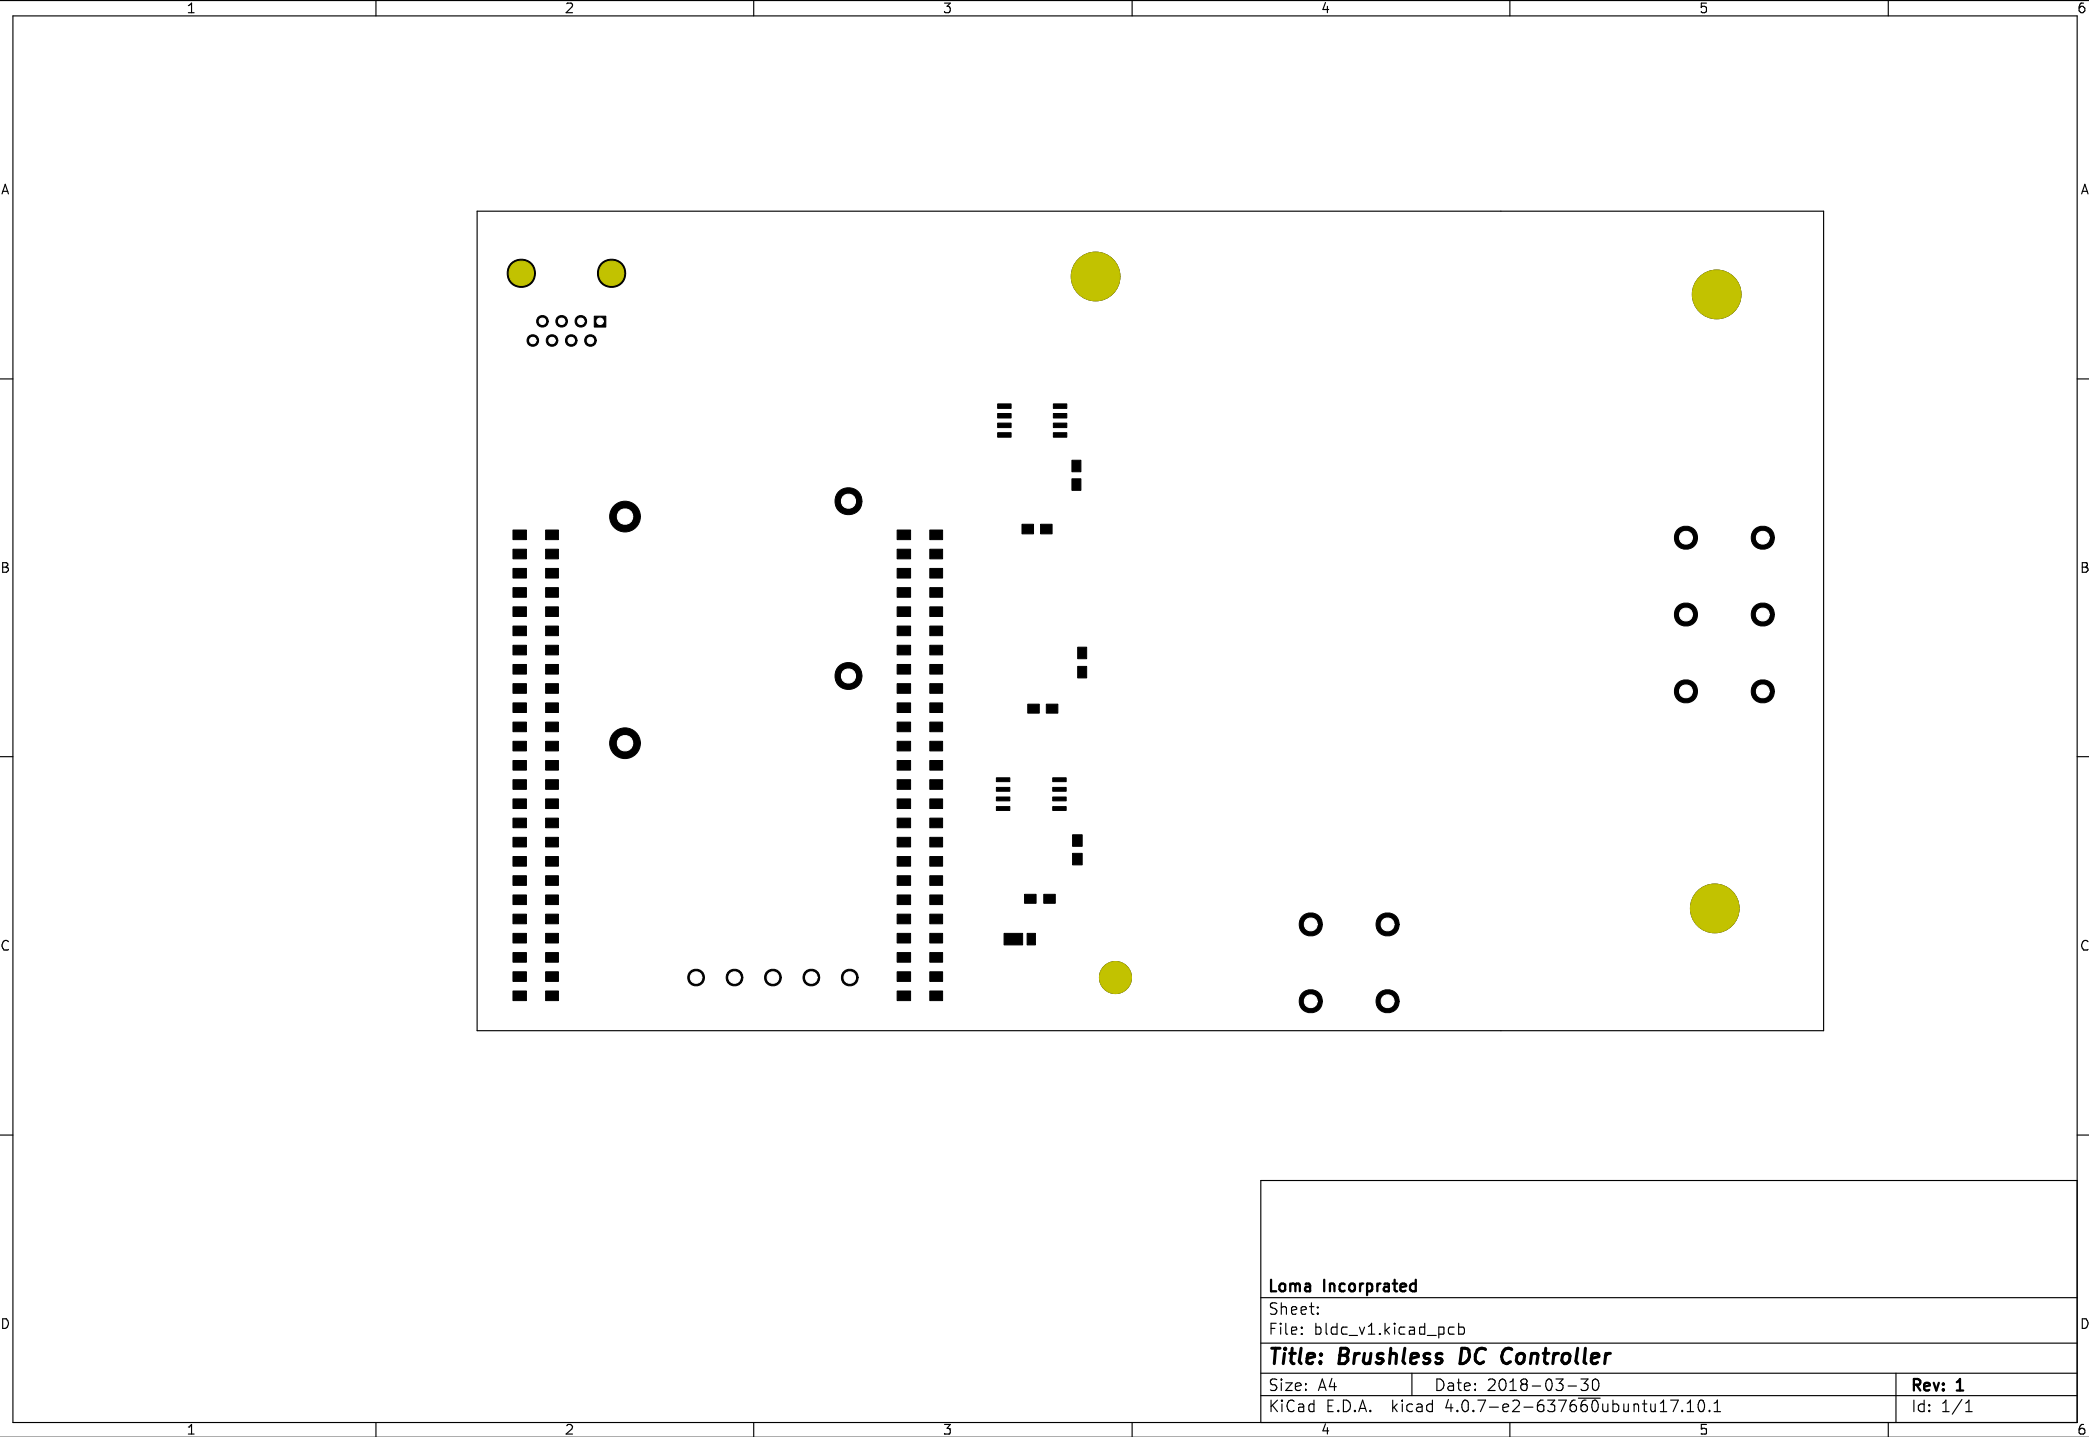 1 2 3 4 5 6
A A
B B
C C
D D
Loma Incorprated
Sheet:
File: bldc_v1.kicad_pcb
Title: Brushless DC Controller
Size: A4 Date: 2018-03-30 Rev: 1
KiCad E.D.A. kicad 4.0.7-e2-637660ubuntu17.10.1 Id: 1/1
1 2 3 4 5 6